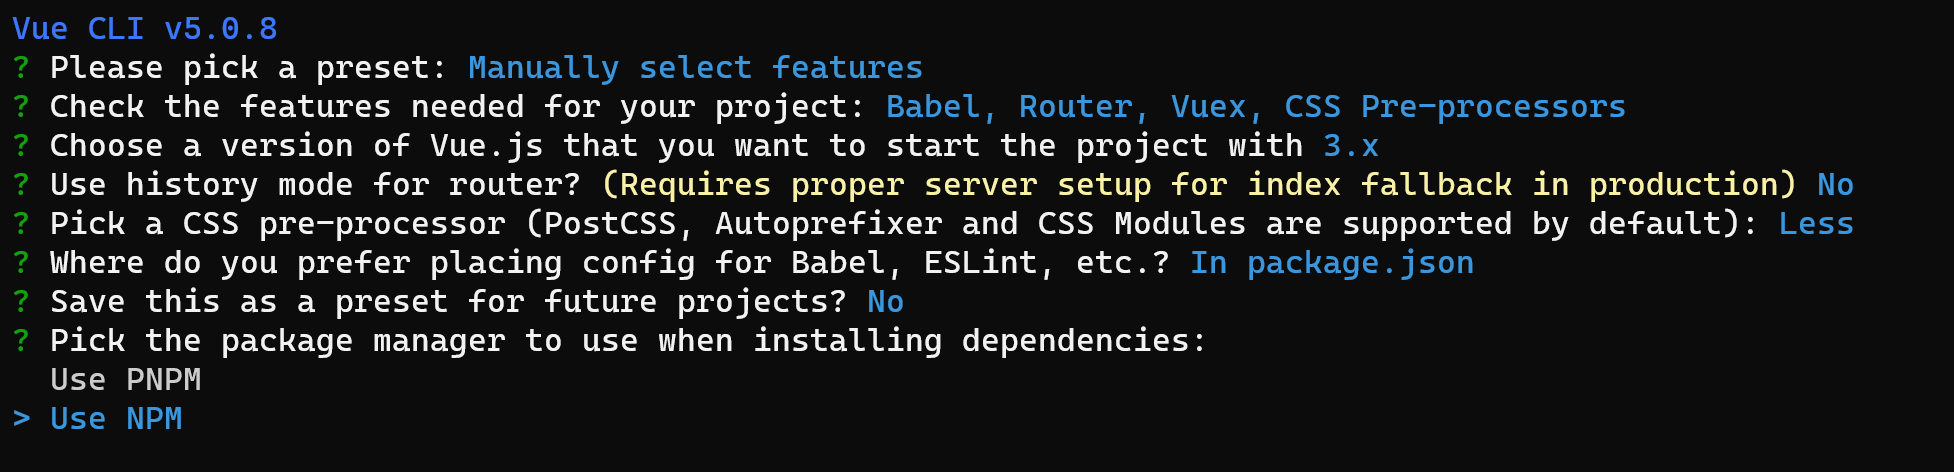 Vue CLI v5.0.8
? Please pick a preset: Manually select features
? Check the features needed for your project: Babel, Router, Vuex, CSS Pre-processors
? Choose a version of Vue.js that you want to start the project with 3.x
? Use history mode for router? (Requires proper server setup for index fallback in production) No
? Pick a CSS pre-processor (PostCSS, Autoprefixer and CSS Modules are supported by default): Less
? Where do you prefer placing config for Babel, ESLint, etc.? In package.json
? Save this as a preset for future projects? No
? Pick the package manager to use when installing dependencies:
  Use PNPM
> Use NPM